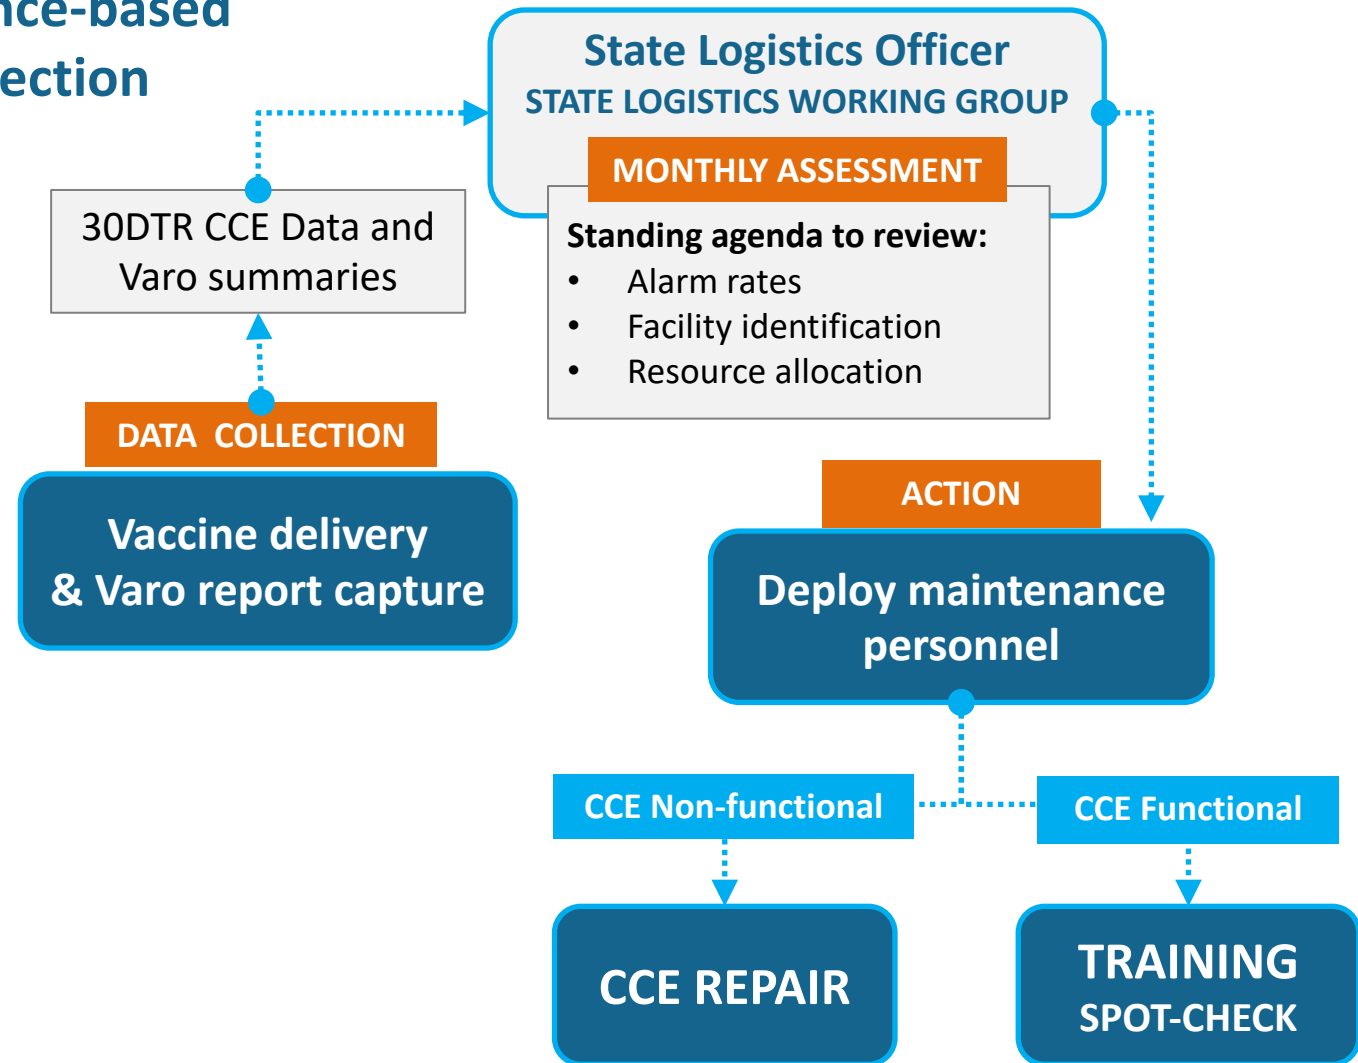 nce-based
ection
State Logistics Officer
STATE LOGISTICS WORKING GROUP
MONTHLY ASSESSMENT
Standing agenda to review:
• Alarm rates
• Facility identification
• Resource allocation
30DTR CCE Data and
Varo summaries
DATA COLLECTION
Vaccine delivery
& Varo report capture
ACTION
Deploy maintenance
personnel
CCE Non-functional
CCE Functional
CCE REPAIR
TRAINING
SPOT-CHECK